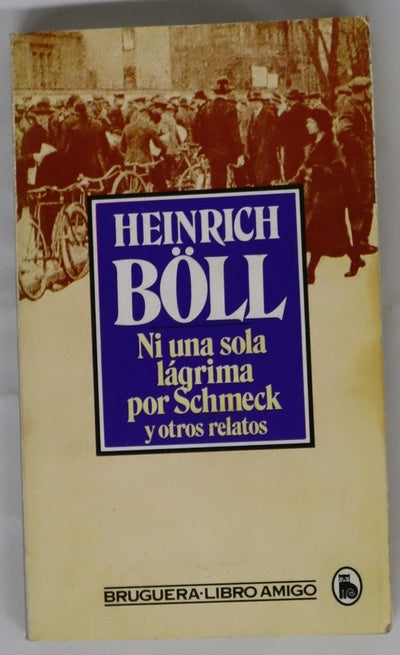 HEINRICH
BÖLL
Ni una sola
lágrima
por Schmeck
y otros relatos
BRUGUERA·LIBRO AMIGO